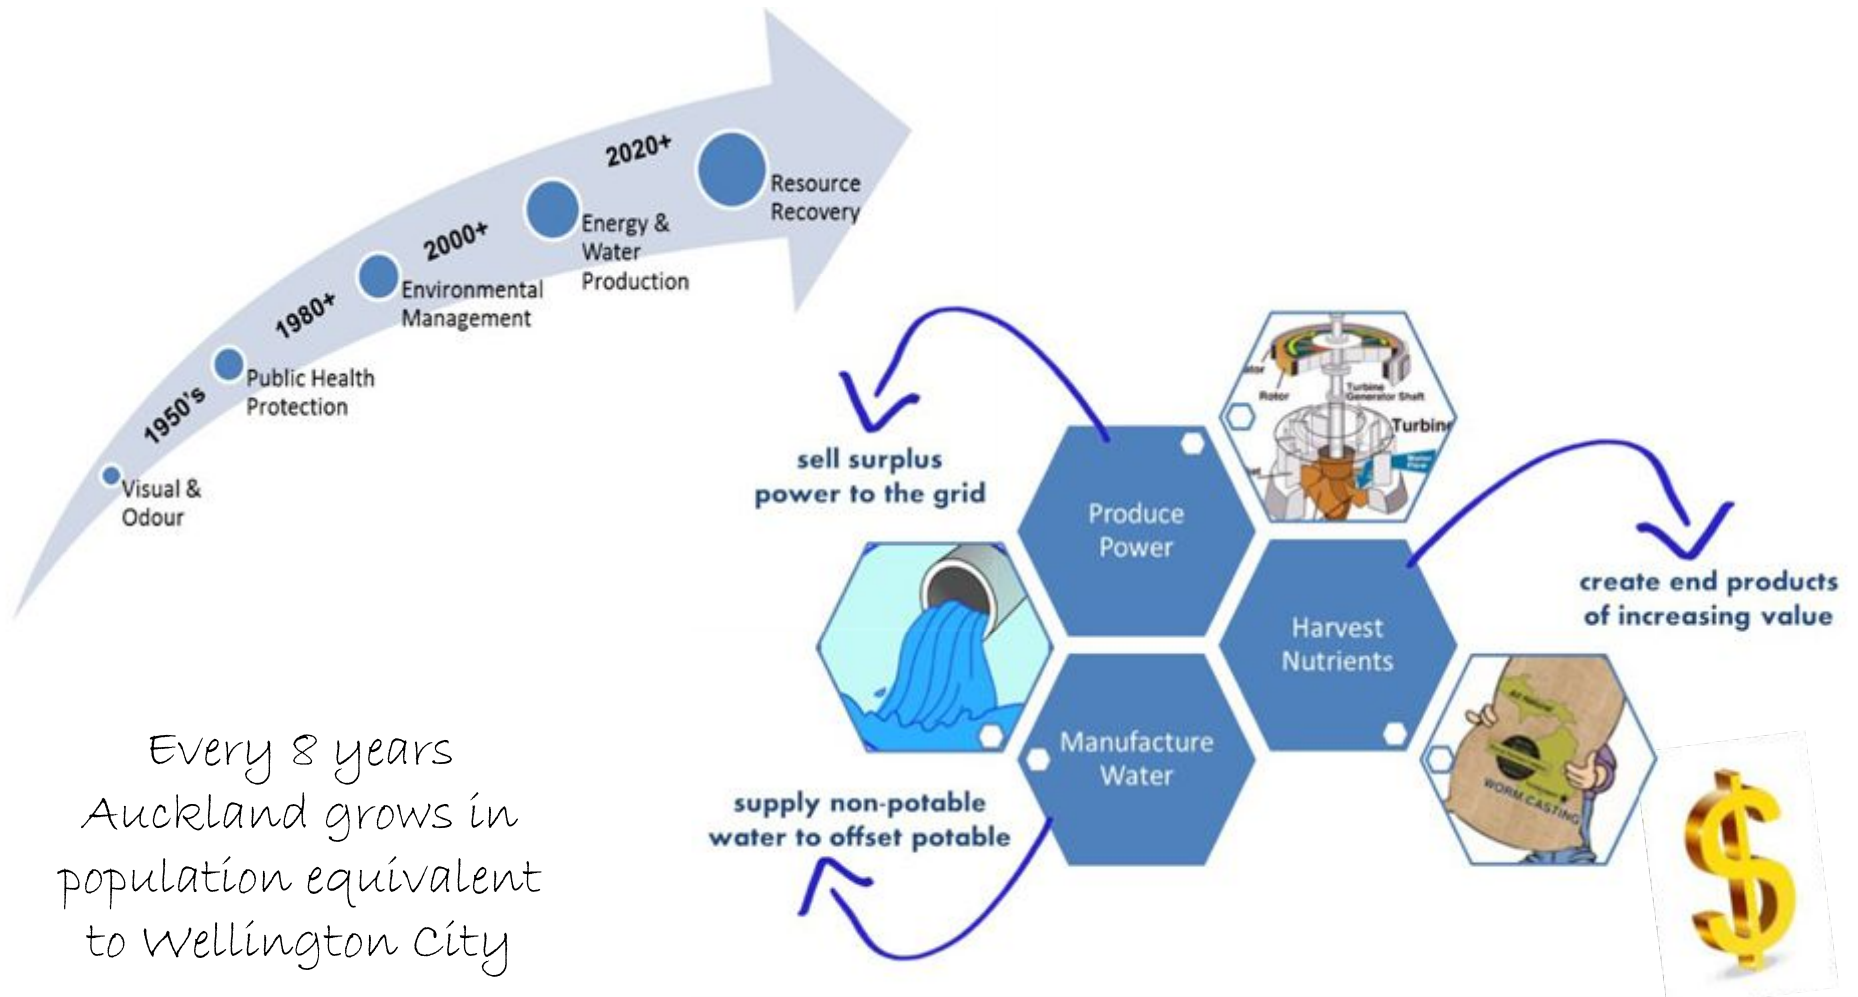 2020+
Resource
Recovery
2000+
Energy &
Water
Production
1980+
Environmental
Management
1950's
Public Health
Protection
Visual &
Odour
sell surplus
power to the grid
Produce
Power
Rotor
Turbine
Generator Shaft
Turbine
Harvest
Nutrients
create end products
of increasing value
Manufacture
Water
supply non-potable
water to offset potable
All Natural
WORM CASTING
Every 8 years
Auckland grows in
population equivalent
to Wellington City